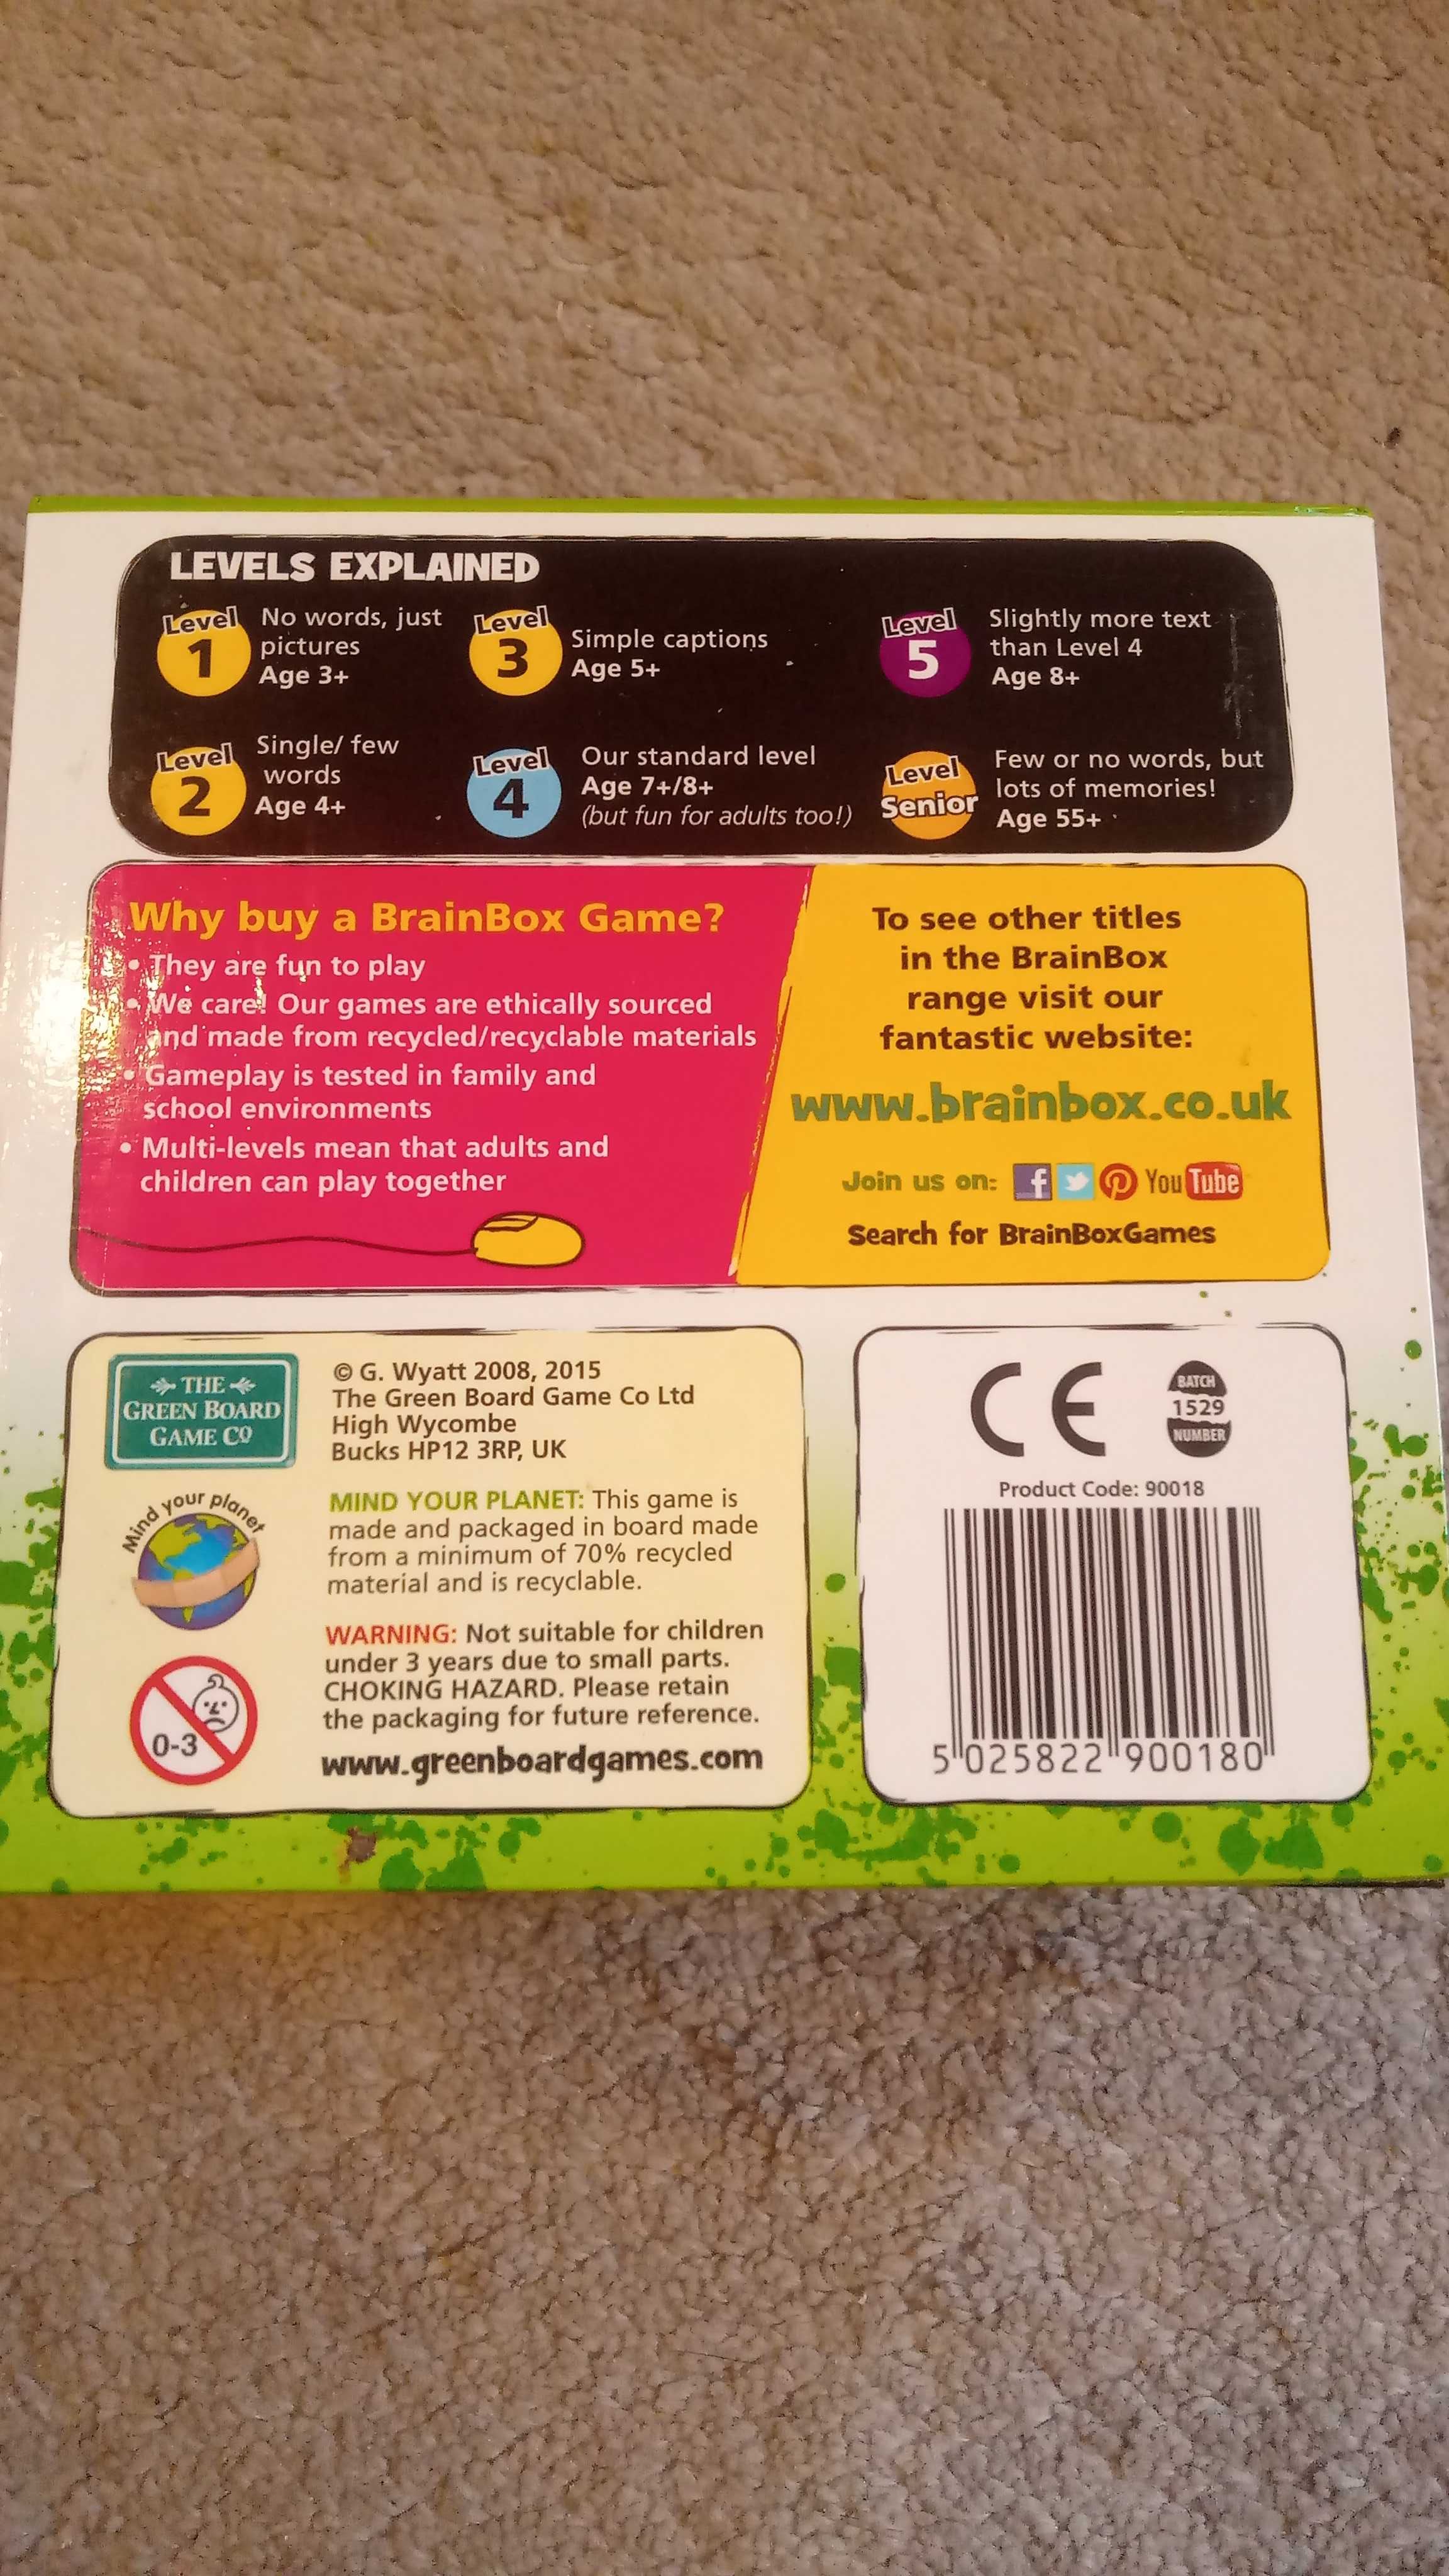 LEVELS EXPLAINED
Level
1
No words, just
pictures
Age 3+
Level
2
Single/ few
words
Age 4+
Level
3
Simple captions
Age 5+
Level
4
Our standard level
Age 7+/8+
(but fun for adults too!)
Level
5
Slightly more text
than Level 4
Age 8+
Level
Senior
Few or no words, but
lots of memories!
Age 55+
Why buy a BrainBox Game?
• They are fun to play
• We care! Our games are ethically sourced
and made from recycled/recyclable materials
• Gameplay is tested in family and
school environments
• Multi-levels mean that adults and
children can play together
To see other titles
in the BrainBox
range visit our
fantastic website:
www.brainbox.co.uk
Join us on: f YouTube
Search for BrainBoxGames
THE
GREEN BOARD
GAME CO
© G. Wyatt 2008, 2015
The Green Board Game Co Ltd
High Wycombe
Bucks HP12 3RP, UK
Mind your planet
MIND YOUR PLANET: This game is
made and packaged in board made
from a minimum of 70% recycled
material and is recyclable.
0-3
WARNING: Not suitable for children
under 3 years due to small parts.
CHOKING HAZARD. Please retain
the packaging for future reference.
www.greenboardgames.com
CE
BATCH
1529
NUMBER
Product Code: 90018
5 025822 900180